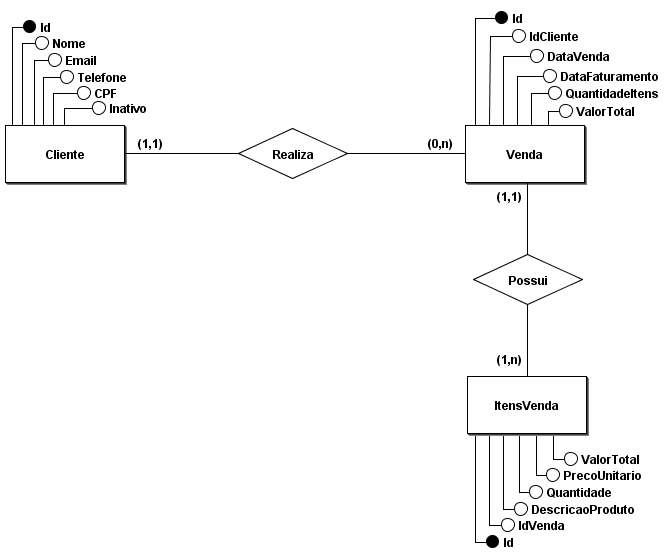 Id
Nome
Email
Telefone
CPF
Inativo
Cliente
(1,1)
Realiza
(0,n)
Id
IdCliente
DataVenda
DataFaturamento
QuantidadeItens
ValorTotal
Venda
(1,1)
Possui
(1,n)
ItensVenda
ValorTotal
PrecoUnitario
Quantidade
DescricaoProduto
IdVenda
Id